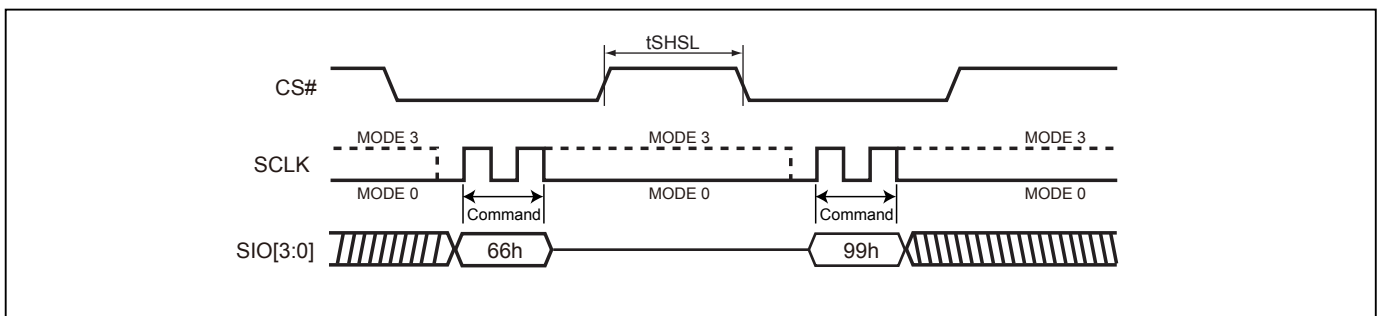 tSHSL
CS#
MODE 3 MODE 3 MODE 3
SCLK
MODE 0 MODE 0 MODE 0
Command Command
SIO[3:0] 66h 99h